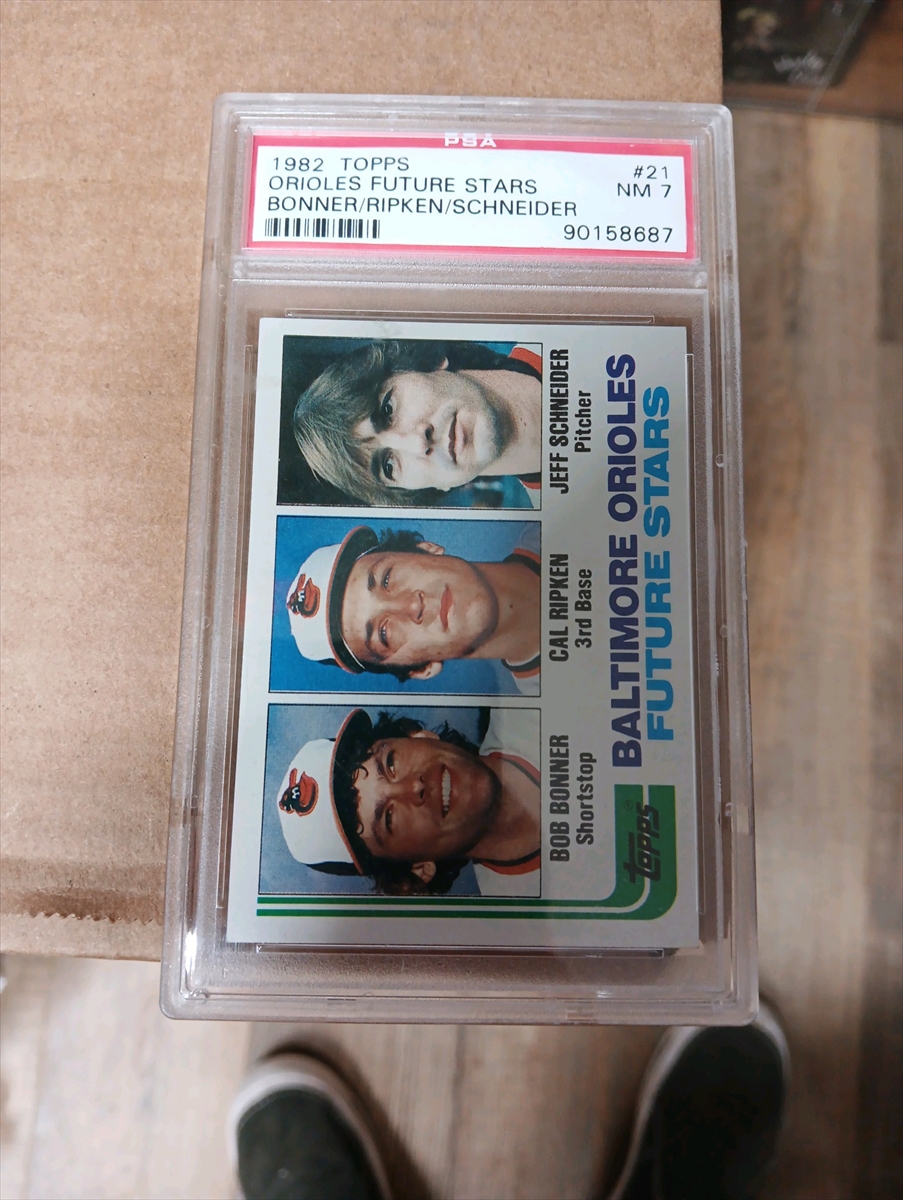 PSA
1982 TOPPS #21
ORIOLES FUTURE STARS NM 7
BONNER/RIPKEN/SCHNEIDER
90158687
BOB BONNER
Shortstop
CAL RIPKEN
3rd Base
JEFF SCHNEIDER
Pitcher
topps
BALTIMORE ORIOLES
FUTURE STARS